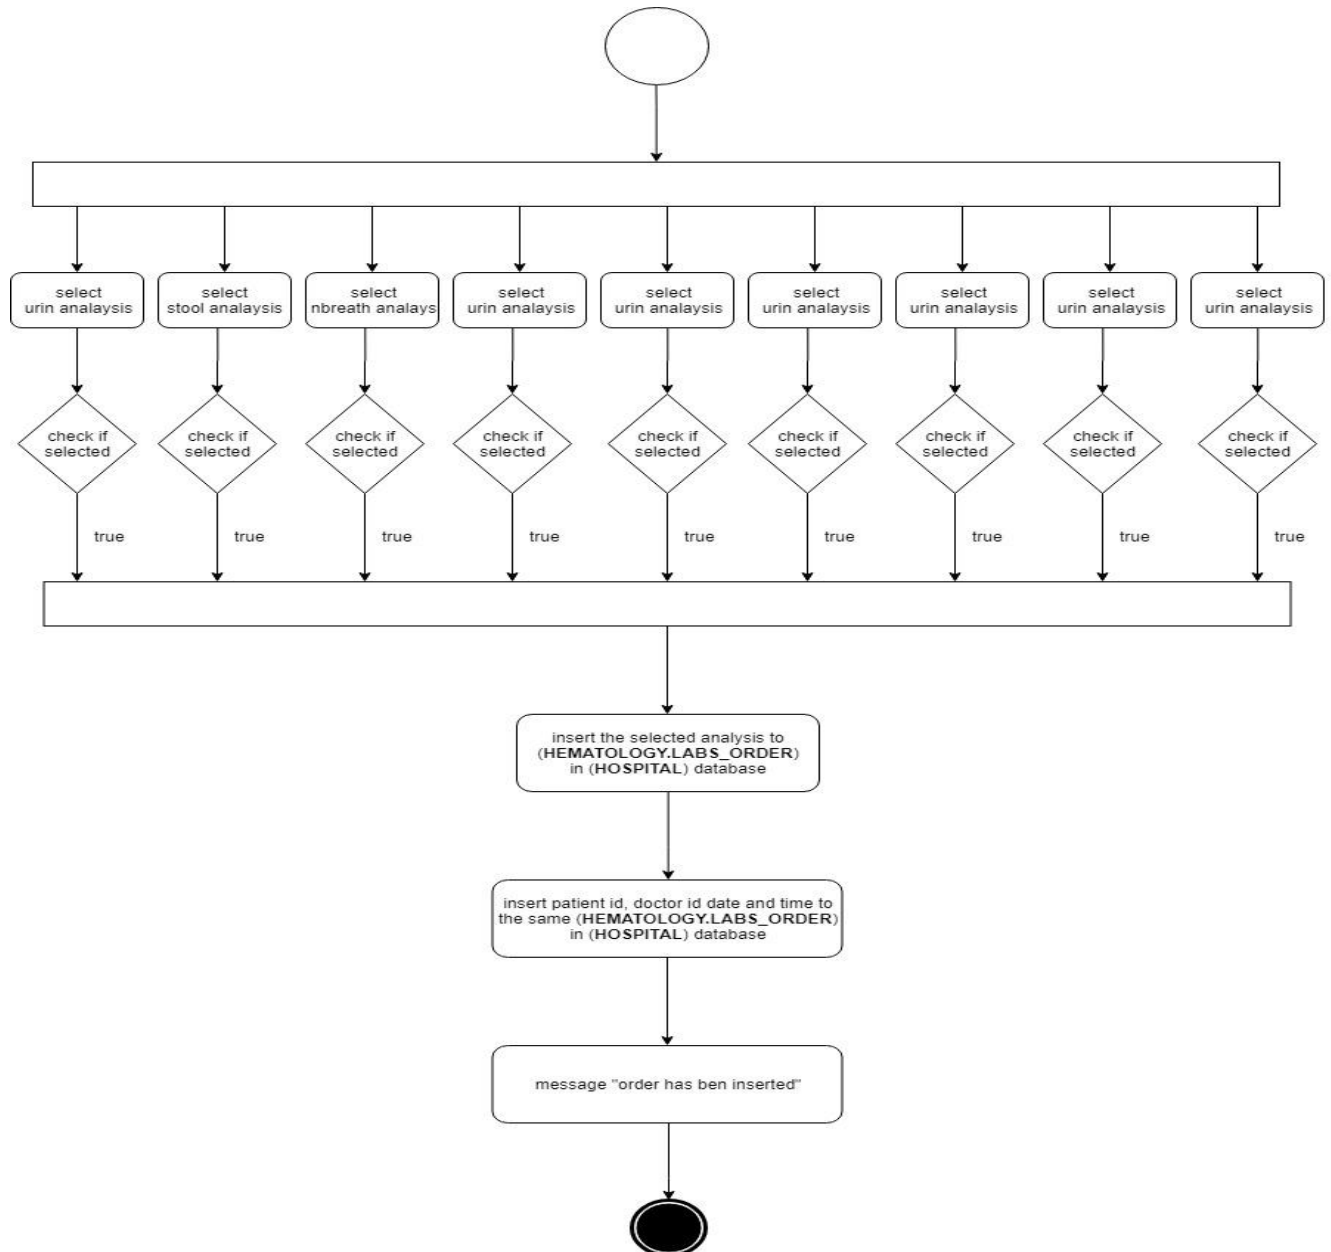 select
urin analaysis
select
stool analaysis
select
nbreath analays
select
urin analaysis
select
urin analaysis
select
urin analaysis
select
urin analaysis
select
urin analaysis
select
urin analaysis
check if
selected
check if
selected
check if
selected
check if
selected
check if
selected
check if
selected
check if
selected
check if
selected
check if
selected
true
true
true
true
true
true
true
true
true
insert the selected analysis to
(HEMATOLOGY.LABS_ORDER)
in (HOSPITAL) database
insert patient id, doctor id date and time to
the same (HEMATOLOGY.LABS_ORDER)
in (HOSPITAL) database
message "order has ben inserted"